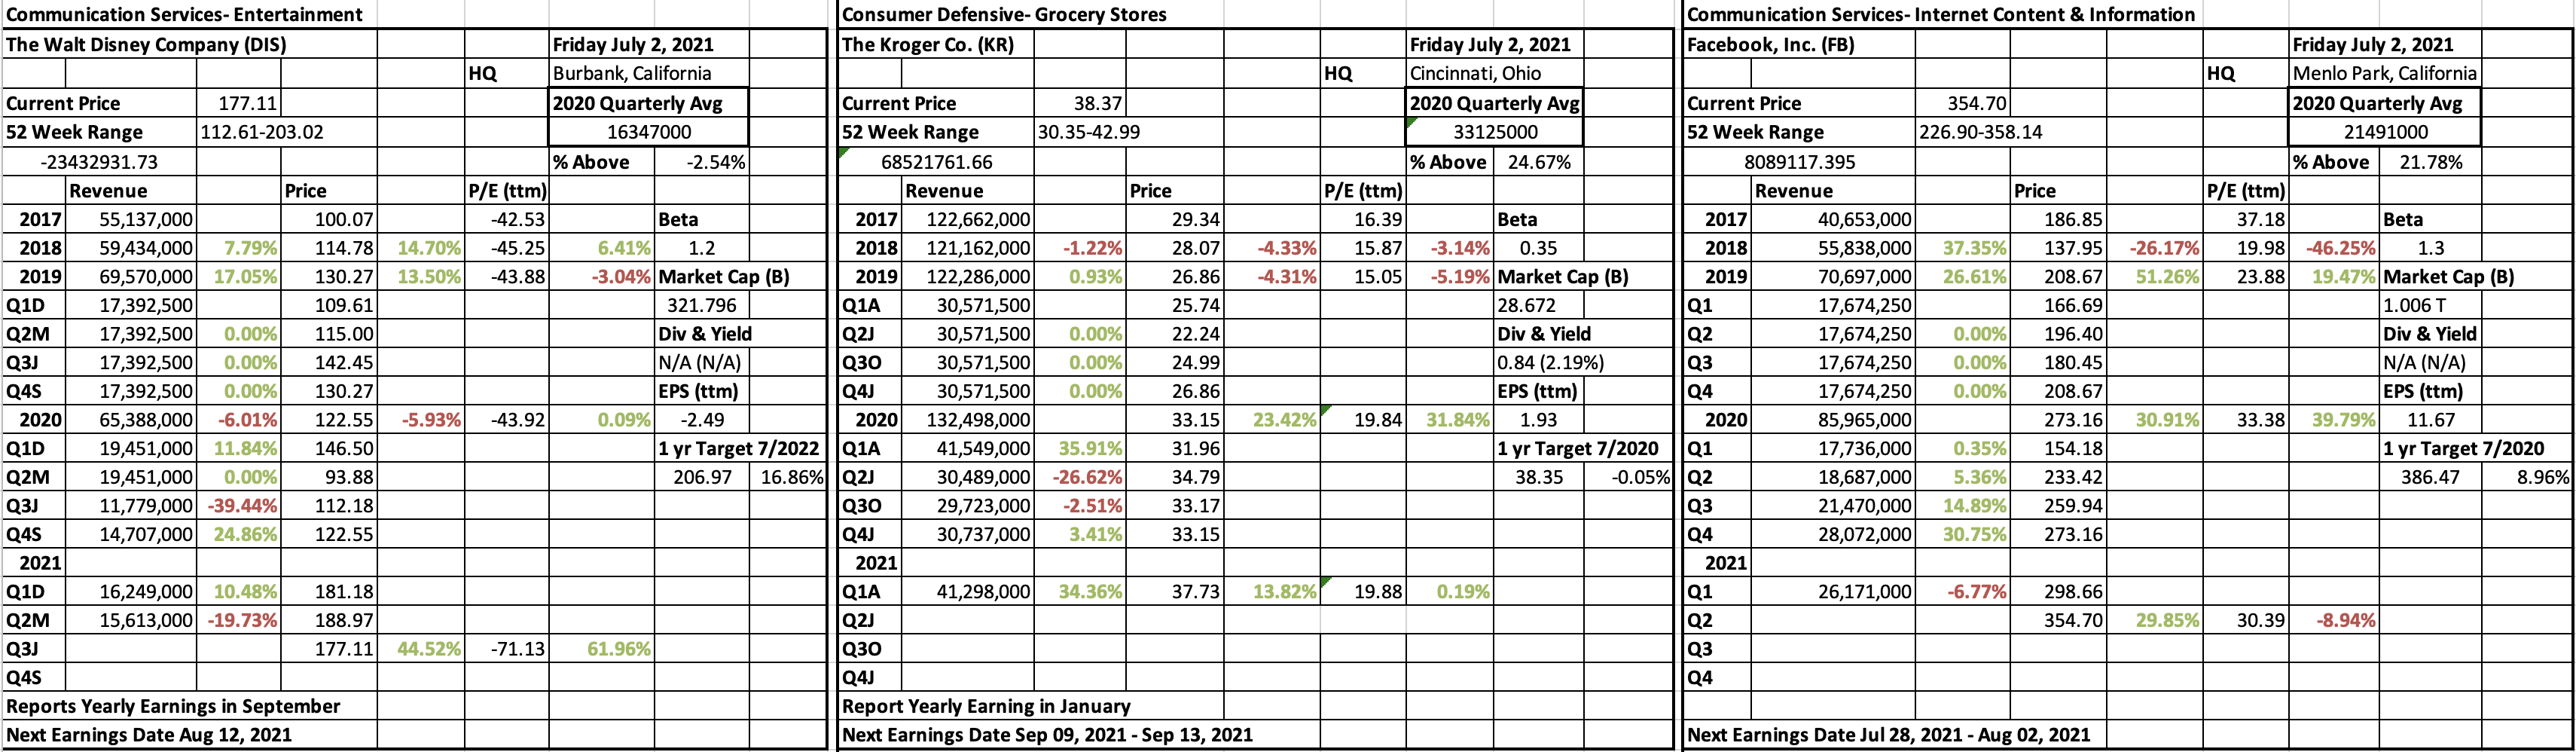 Communication Services- Entertainment
The Walt Disney Company (DIS) Friday July 2, 2021
HQ Burbank, California
Current Price 177.11 2020 Quarterly Avg
52 Week Range 112.61-203.02 16347000
-23432931.73 % Above -2.54%
Revenue Price P/E (ttm)
2017 55,137,000 100.07 -42.53 Beta
2018 59,434,000 7.79% 114.78 14.70% -45.25 6.41% 1.2
2019 69,570,000 17.05% 130.27 13.50% -43.88 -3.04% Market Cap (B)
Q1D 17,392,500 109.61 321.796
Q2M 17,392,500 0.00% 115.00 Div & Yield
Q3J 17,392,500 0.00% 142.45 N/A (N/A)
Q4S 17,392,500 0.00% 130.27 EPS (ttm)
2020 65,388,000 -6.01% 122.55 -5.93% -43.92 0.09% -2.49
Q1D 19,451,000 11.84% 146.50 1 yr Target 7/2022
Q2M 19,451,000 0.00% 93.88 206.97 16.86%
Q3J 11,779,000 -39.44% 112.18
Q4S 14,707,000 24.86% 122.55
2021
Q1D 16,249,000 10.48% 181.18
Q2M 15,613,000 -19.73% 188.97
Q3J 177.11 44.52% -71.13 61.96%
Q4S
Reports Yearly Earnings in September
Next Earnings Date Aug 12, 2021
Consumer Defensive- Grocery Stores
The Kroger Co. (KR) Friday July 2, 2021
HQ Cincinnati, Ohio
Current Price 38.37 2020 Quarterly Avg
52 Week Range 30.35-42.99 33125000
68521761.66 % Above 24.67%
Revenue Price P/E (ttm)
2017 122,662,000 29.34 16.39 Beta
2018 121,162,000 -1.22% 28.07 -4.33% 15.87 -3.14% 0.35
2019 122,286,000 0.93% 26.86 -4.31% 15.05 -5.19% Market Cap (B)
Q1A 30,571,500 25.74 28.672
Q2J 30,571,500 0.00% 22.24 Div & Yield
Q3O 30,571,500 0.00% 24.99 0.84 (2.19%)
Q4J 30,571,500 0.00% 26.86 EPS (ttm)
2020 132,498,000 33.15 23.42% 19.84 31.84% 1.93
Q1A 41,549,000 35.91% 31.96 1 yr Target 7/2020
Q2J 30,489,000 -26.62% 34.79 38.35 -0.05%
Q3O 29,723,000 -2.51% 33.17
Q4J 30,737,000 3.41% 33.15
2021
Q1A 41,298,000 34.36% 37.73 13.82% 19.88 0.19%
Q2J
Q3O
Q4J
Report Yearly Earning in January
Next Earnings Date Sep 09, 2021 - Sep 13, 2021
Communication Services- Internet Content & Information
Facebook, Inc. (FB) Friday July 2, 2021
HQ Menlo Park, California
Current Price 354.70 2020 Quarterly Avg
52 Week Range 226.90-358.14 21491000
8089117.395 % Above 21.78%
Revenue Price P/E (ttm)
2017 40,653,000 186.85 37.18 Beta
2018 55,838,000 37.35% 137.95 -26.17% 19.98 -46.25% 1.3
2019 70,697,000 26.61% 208.67 51.26% 23.88 19.47% Market Cap (B)
Q1 17,674,250 166.69 1.006 T
Q2 17,674,250 0.00% 196.40 Div & Yield
Q3 17,674,250 0.00% 180.45 N/A (N/A)
Q4 17,674,250 0.00% 208.67 EPS (ttm)
2020 85,965,000 273.16 30.91% 33.38 39.79% 11.67
Q1 17,736,000 0.35% 154.18 1 yr Target 7/2020
Q2 18,687,000 5.36% 233.42 386.47 8.96%
Q3 21,470,000 14.89% 259.94
Q4 28,072,000 30.75% 273.16
2021
Q1 26,171,000 -6.77% 298.66
Q2 354.70 29.85% 30.39 -8.94%
Q3
Q4
Next Earnings Date Jul 28, 2021 - Aug 02, 2021